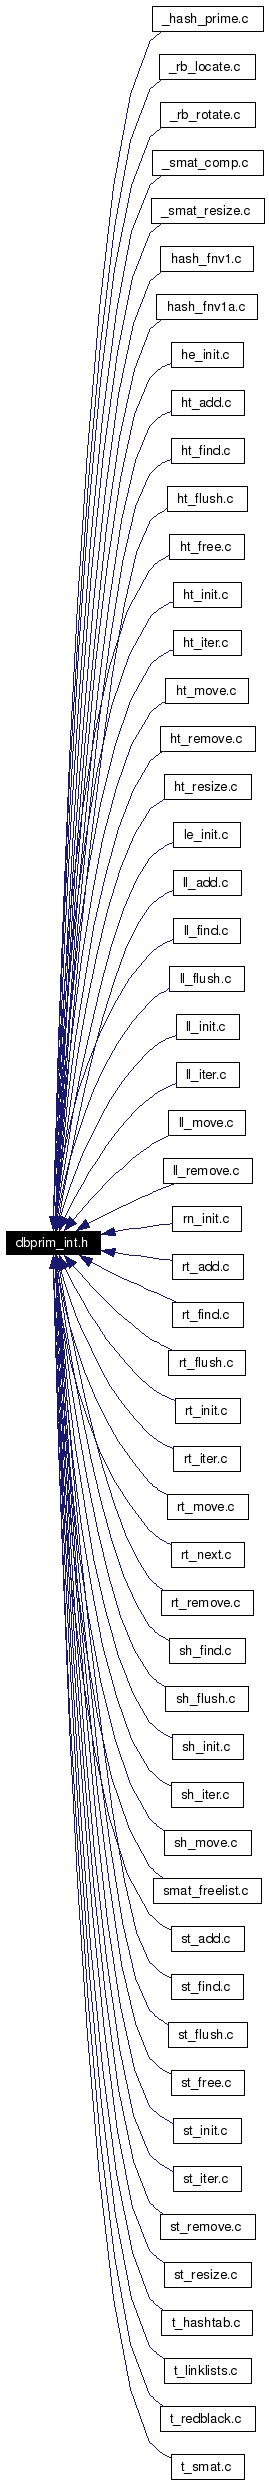 _hash_prime.c
_rb_locate.c
_rb_rotate.c
_smat_comp.c
_smat_resize.c
hash_fnv1.c
hash_fnv1a.c
he_init.c
ht_add.c
ht_find.c
ht_flush.c
ht_free.c
ht_init.c
ht_iter.c
ht_move.c
ht_remove.c
ht_resize.c
le_init.c
ll_add.c
ll_find.c
ll_flush.c
ll_init.c
ll_iter.c
ll_move.c
ll_remove.c
rn_init.c
dbprim_int.h
rt_add.c
rt_find.c
rt_flush.c
rt_init.c
rt_iter.c
rt_move.c
rt_next.c
rt_remove.c
sh_find.c
sh_flush.c
sh_init.c
sh_iter.c
sh_move.c
smat_freelist.c
st_add.c
st_find.c
st_flush.c
st_free.c
st_init.c
st_iter.c
st_remove.c
st_resize.c
t_hashtab.c
t_linklists.c
t_redblack.c
t_smat.c